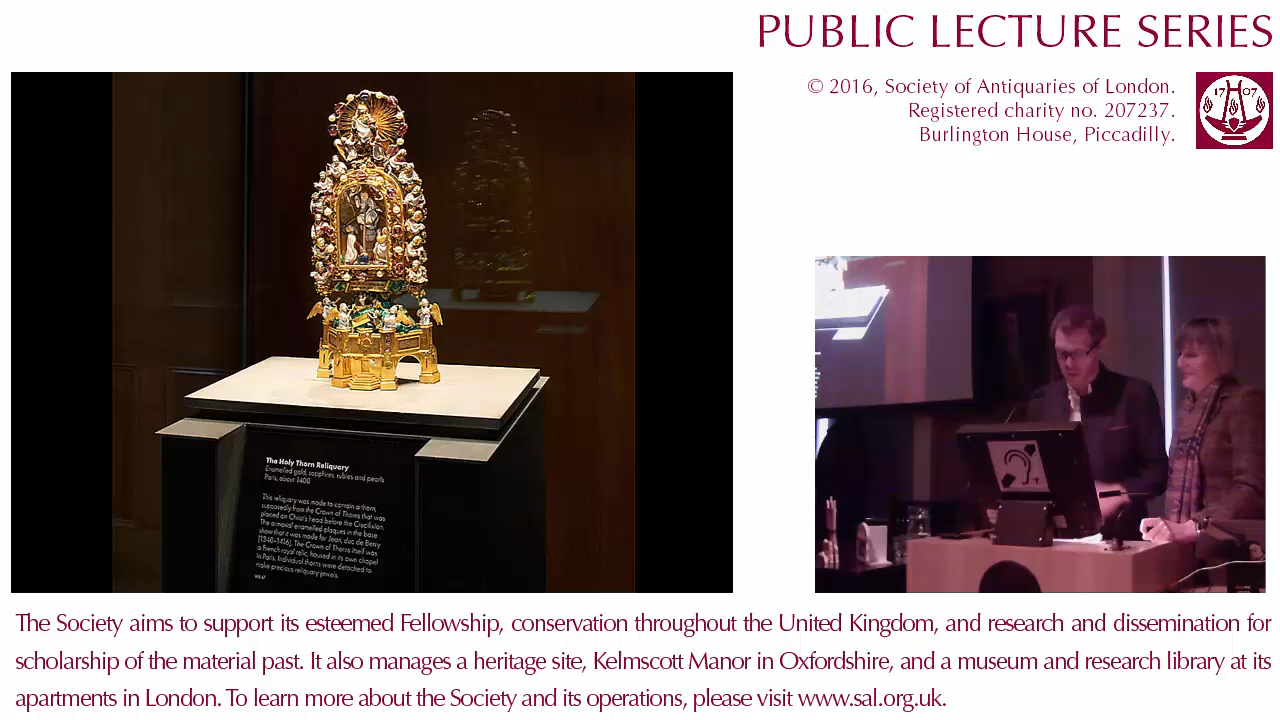 PUBLIC LECTURE SERIES
© 2016, Society of Antiquaries of London.
Registered charity no. 207237.
Burlington House, Piccadilly.
17 07
The Holy Thorn Reliquary
Enamelled gold, sapphires, rubies and pearls
Paris, about 1400
This reliquary was made to contain a thorn,
supposedly from the Crown of Thorns that was
placed on Christ's head before the Crucifixion.
The armorial enamelled plaques in the base
show that it was made for Jean, duc de Berry
(1340–1416). The Crown of Thorns itself was
a French royal relic, housed in its own chapel
in Paris. Individual thorns were detached to
make precious reliquary jewels.
The Society aims to support its esteemed Fellowship, conservation throughout the United Kingdom, and research and dissemination for
scholarship of the material past. It also manages a heritage site, Kelmscott Manor in Oxfordshire, and a museum and research library at its
apartments in London. To learn more about the Society and its operations, please visit www.sal.org.uk.